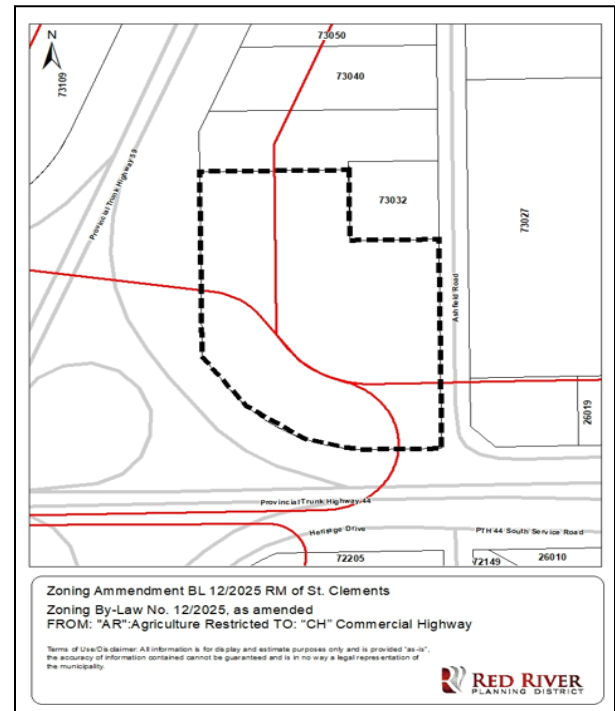 N
73050
73040
73109
Provincial Trunk Highway 59
73032
73027
Ashfield Road
26019
Provincial Trunk Highway 44
Heritage Drive
PTH 44 South Service Road
72205
72149
26010
Zoning Ammendment BL 12/2025 RM of St. Clements
Zoning By-Law No. 12/2025, as amended
FROM: "AR":Agriculture Restricted TO: “CH” Commercial Highway
Terms of Use/Disclaimer: All information is for display and estimate purposes only and is provided "as-is",
the accuracy of information contained cannot be guaranteed and is in no way a legal representation of
the municipality.
RED RIVER
PLANNING DISTRICT